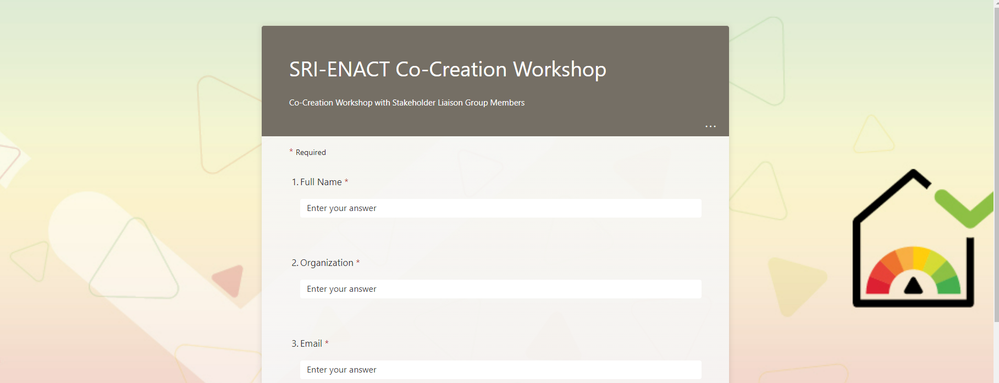 SRI-ENACT Co-Creation Workshop
Co-Creation Workshop with Stakeholder Liaison Group Members
...
* Required
1. Full Name *
Enter your answer
2. Organization *
Enter your answer
3. Email *
Enter your answer